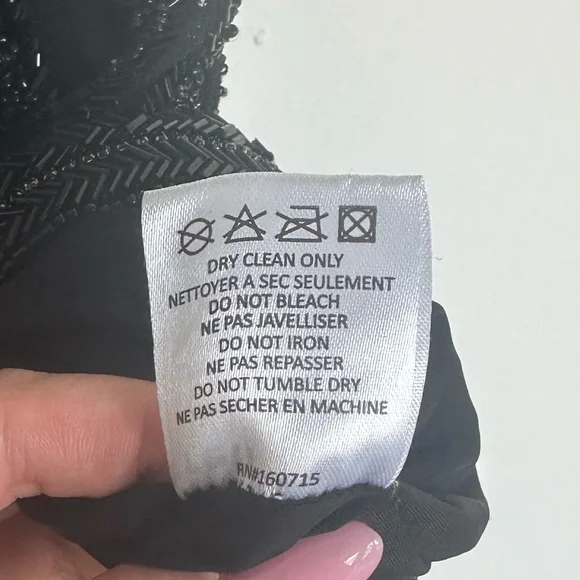 DRY CLEAN ONLY
NETTOYER A SEC SEULEMENT
DO NOT BLEACH
NE PAS JAVELLISER
DO NOT IRON
NE PAS REPASSER
DO NOT TUMBLE DRY
NE PAS SECHER EN MACHINE
RN#160715